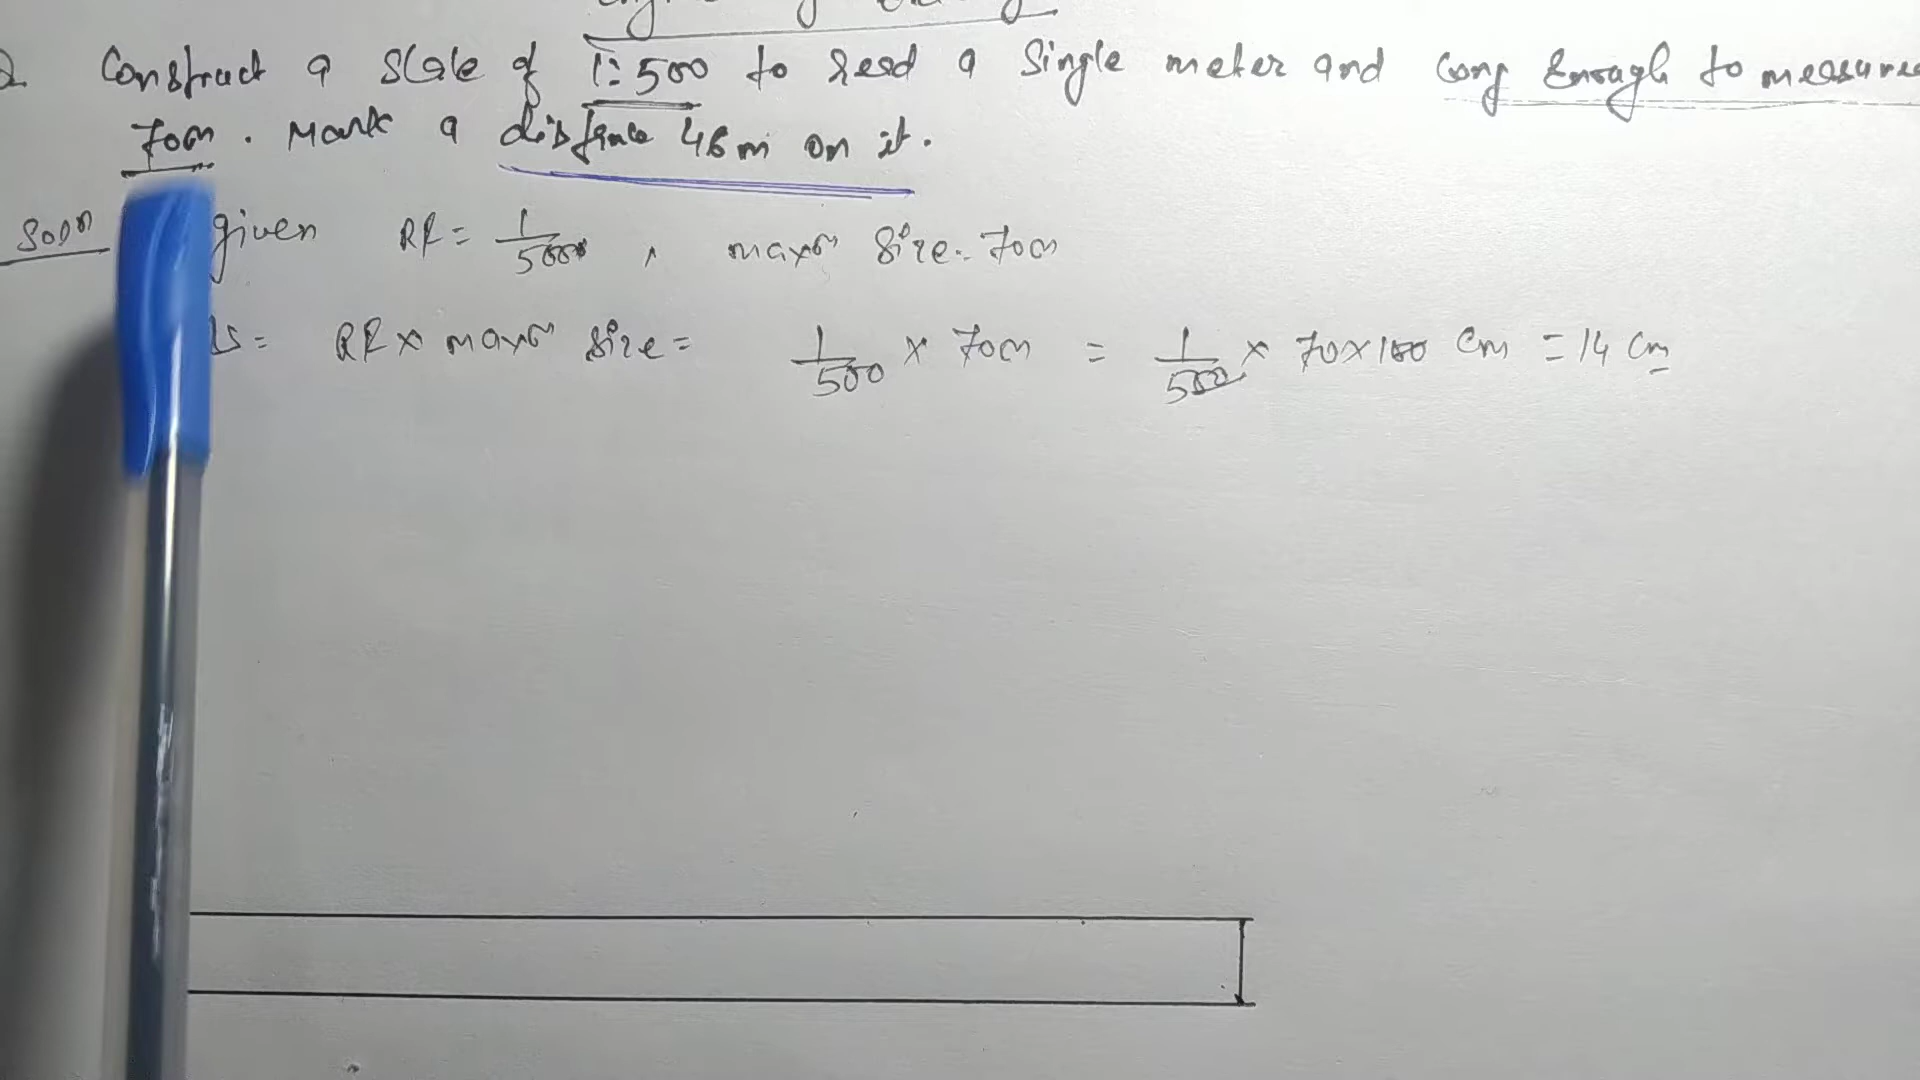 Construct a scale of 1:500 to read a single meter and long enough to measure
70m. Mark a distance 46m on it.
Soln given RF = 1/500, maxm size = 70m
LS = RF × maxm size = 1/500 × 70m = 1/500 × 70×100 cm = 14 cm